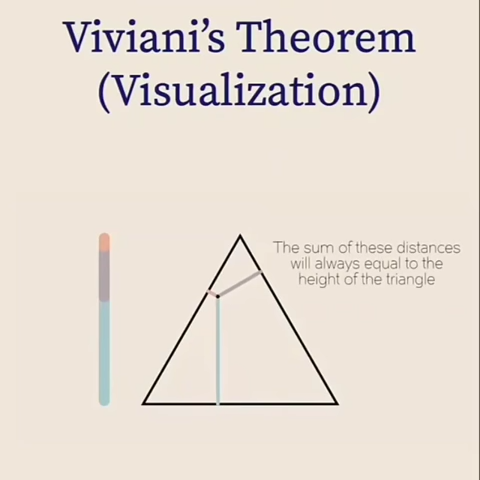 Viviani’s Theorem
(Visualization)
The sum of these distances
will always equal to the
height of the triangle